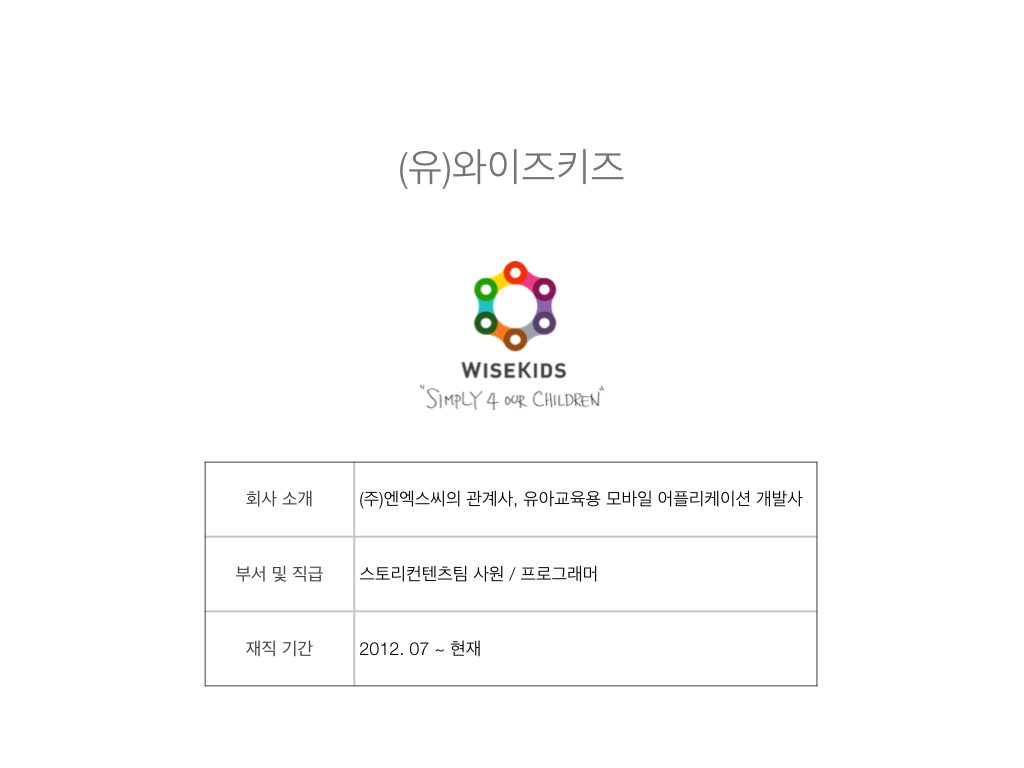 (유)와이즈키즈
WISEKIDS
"SIMPLY 4 OUR CHILDREN"
회사 소개
(주)엔엑스씨의 관계사, 유아교육용 모바일 어플리케이션 개발사
부서 및 직급
스토리컨텐츠팀 사원 / 프로그래머
재직 기간
2012. 07 ~ 현재